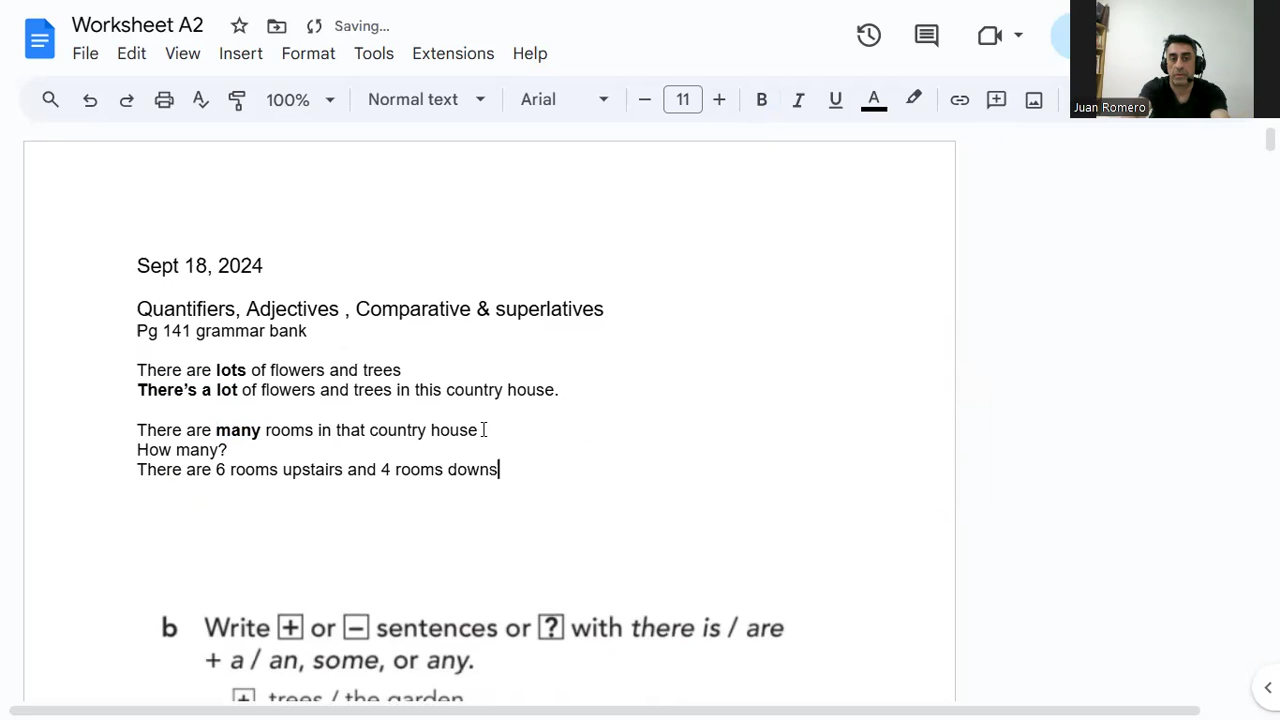 Worksheet A2
Saving...
File Edit View Insert Format Tools Extensions Help
100% Normal text Arial 11 B I U A
Juan Romero
Sept 18, 2024
Quantifiers, Adjectives , Comparative & superlatives
Pg 141 grammar bank
There are lots of flowers and trees
There’s a lot of flowers and trees in this country house.
There are many rooms in that country house
How many?
There are 6 rooms upstairs and 4 rooms downs
b Write + or − sentences or ? with there is / are
+ a / an, some, or any.
+ trees / the garden